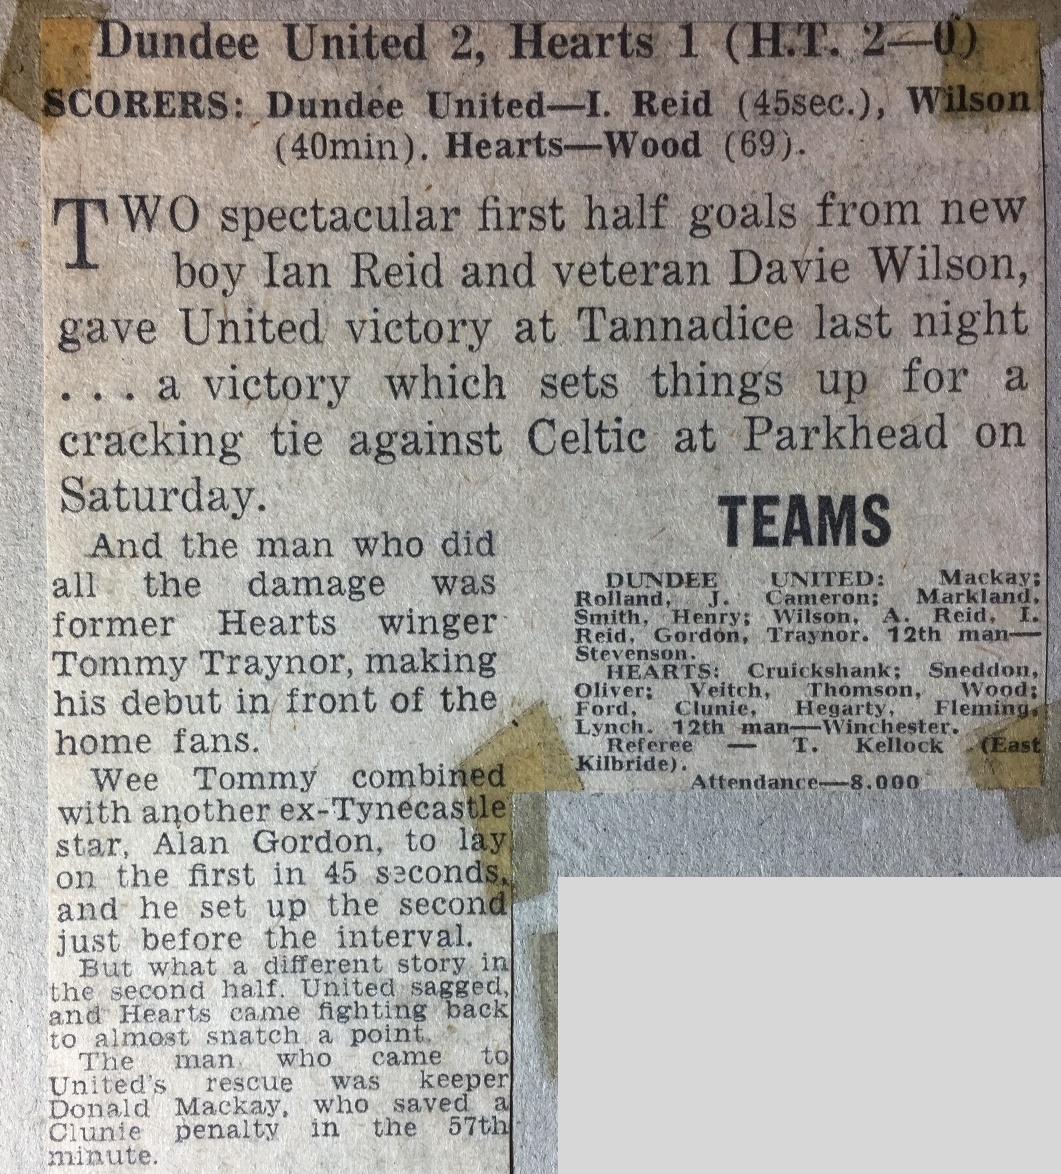 Dundee United 2, Hearts 1 (H.T. 2—0)
SCORERS: Dundee United—I. Reid (45sec.), Wilson
(40min). Hearts—Wood (69).
TWO spectacular first half goals from new
boy Ian Reid and veteran Davie Wilson,
gave United victory at Tannadice last night
. . . a victory which sets things up for a
cracking tie against Celtic at Parkhead on
Saturday.
And the man who did
all the damage was
former Hearts winger
Tommy Traynor, making
his debut in front of the
home fans.
Wee Tommy combined
with another ex-Tynecastle
star, Alan Gordon, to lay
on the first in 45 seconds,
and he set up the second
just before the interval.
But what a different story in
the second half. United sagged,
and Hearts came fighting back
to almost snatch a point.
The man who came to
United's rescue was keeper
Donald Mackay, who saved a
Clunie penalty in the 57th
minute.
TEAMS
DUNDEE UNITED: Mackay;
Rolland, J. Cameron; Markland,
Smith, Henry; Wilson, A. Reid, I.
Reid, Gordon, Traynor. 12th man—
Stevenson.
HEARTS: Cruickshank; Sneddon,
Oliver; Veitch, Thomson, Wood;
Ford, Clunie, Hegarty, Fleming,
Lynch. 12th man—Winchester.
Referee — T. Kellock (East
Kilbride).
Attendance—8,000